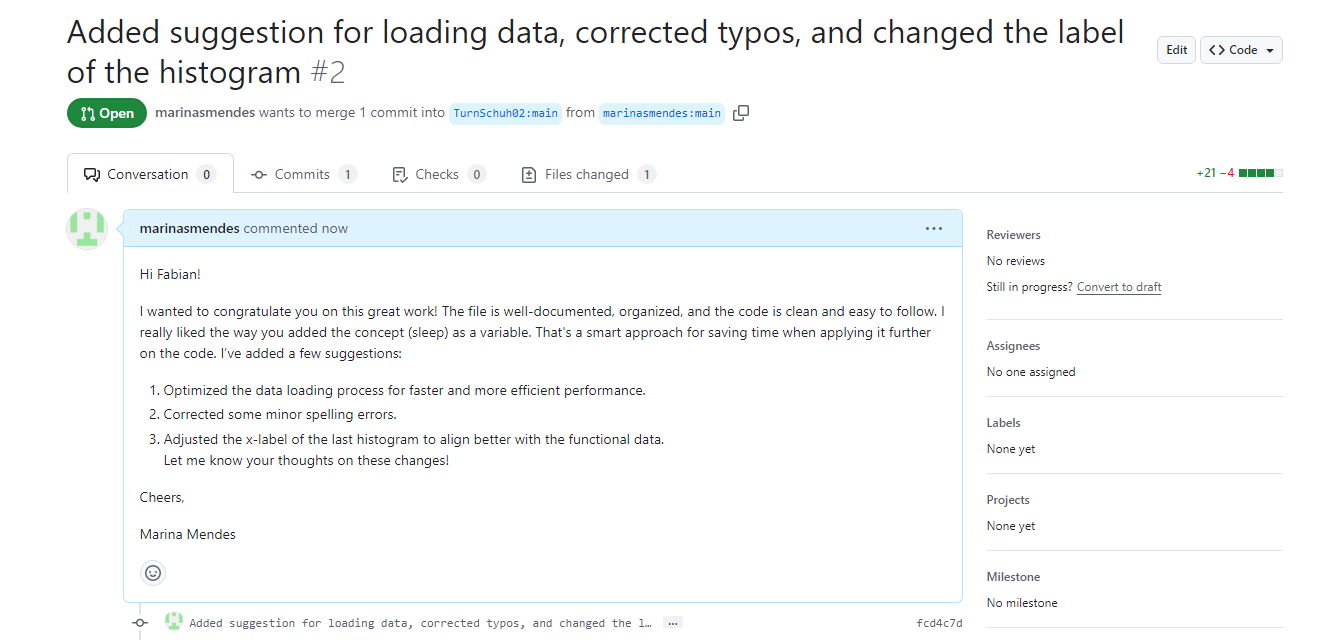 Added suggestion for loading data, corrected typos, and changed the label
of the histogram #2
Edit
<> Code
Open
marinasmendes wants to merge 1 commit into TurnSchuh02:main from marinasmendes:main
Conversation 0
Commits 1
Checks 0
Files changed 1
+21 −4
marinasmendes commented now
...
Hi Fabian!
I wanted to congratulate you on this great work! The file is well-documented, organized, and the code is clean and easy to follow. I
really liked the way you added the concept (sleep) as a variable. That's a smart approach for saving time when applying it further
on the code. I've added a few suggestions:
1. Optimized the data loading process for faster and more efficient performance.
2. Corrected some minor spelling errors.
3. Adjusted the x-label of the last histogram to align better with the functional data.
Let me know your thoughts on these changes!
Cheers,
Marina Mendes
Added suggestion for loading data, corrected typos, and changed the l… ...
fcd4c7d
Reviewers
No reviews
Still in progress? Convert to draft
Assignees
No one assigned
Labels
None yet
Projects
None yet
Milestone
No milestone